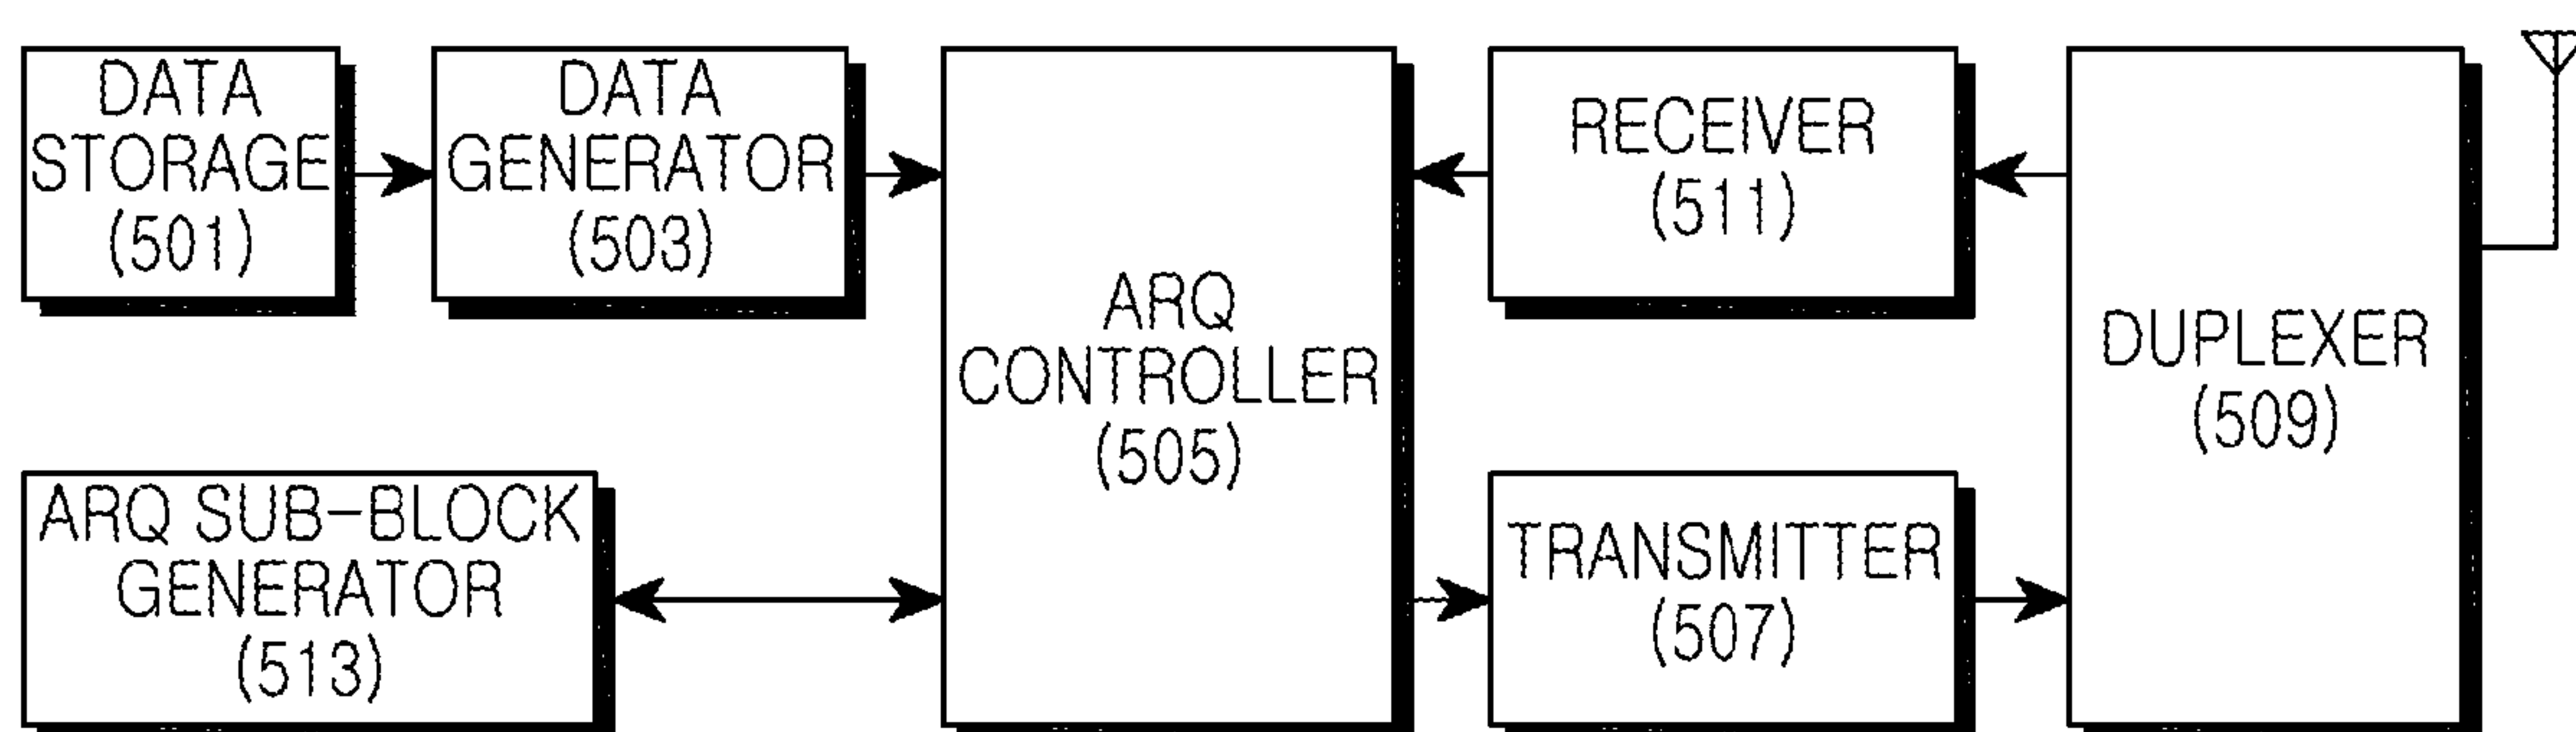 DATA
STORAGE
(501)
DATA
GENERATOR
(503)
ARQ
CONTROLLER
(505)
RECEIVER
(511)
DUPLEXER
(509)
ARQ SUB-BLOCK
GENERATOR
(513)
TRANSMITTER
(507)